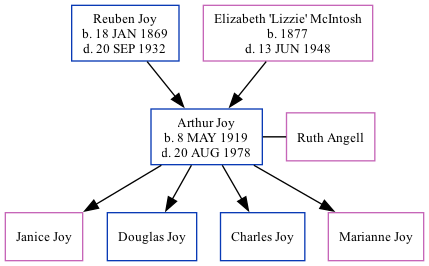 Reuben Joy
b. 18 JAN 1869
d. 20 SEP 1932
Elizabeth 'Lizzie' McIntosh
b. 1877
d. 13 JUN 1948
Arthur Joy
b. 8 MAY 1919
d. 20 AUG 1978
Ruth Angell
Janice Joy
Douglas Joy
Charles Joy
Marianne Joy